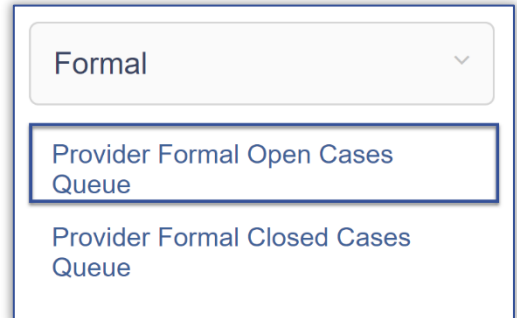 Formal
Provider Formal Open Cases
Queue
Provider Formal Closed Cases
Queue